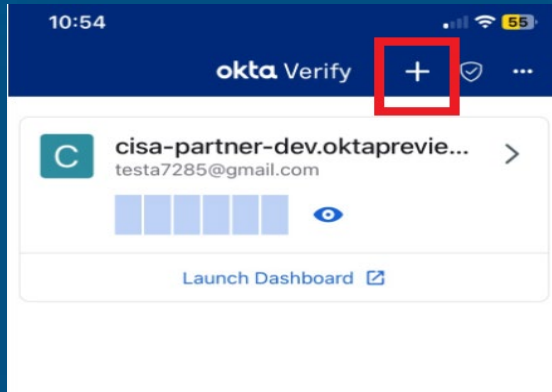 10:54
55
okta Verify
C
cisa-partner-dev.oktaprevie...
testa7285@gmail.com
Launch Dashboard